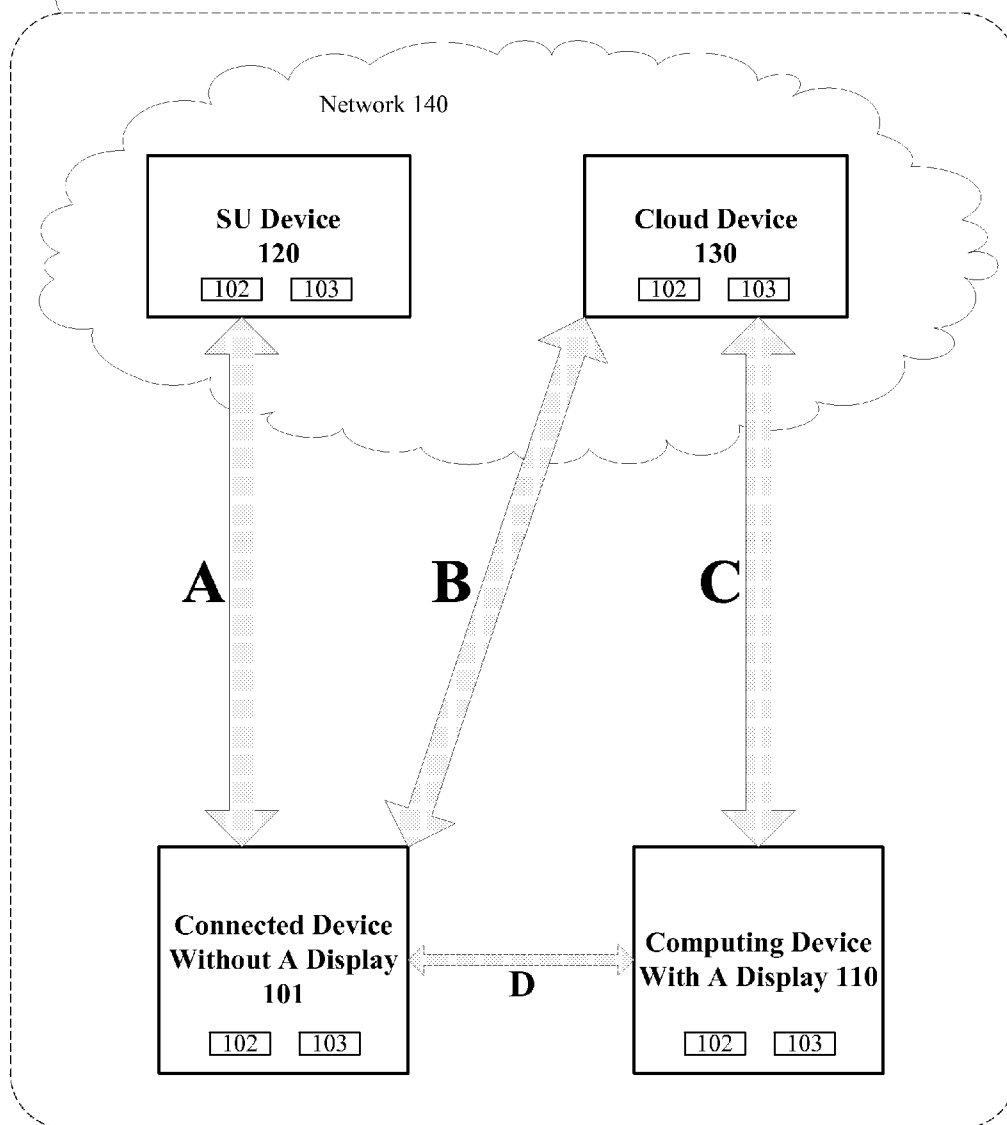 Network 140
SU Device
120
102 103
Cloud Device
130
102 103
A
B
C
Connected Device
Without A Display
101
102 103
D
Computing Device
With A Display 110
102 103